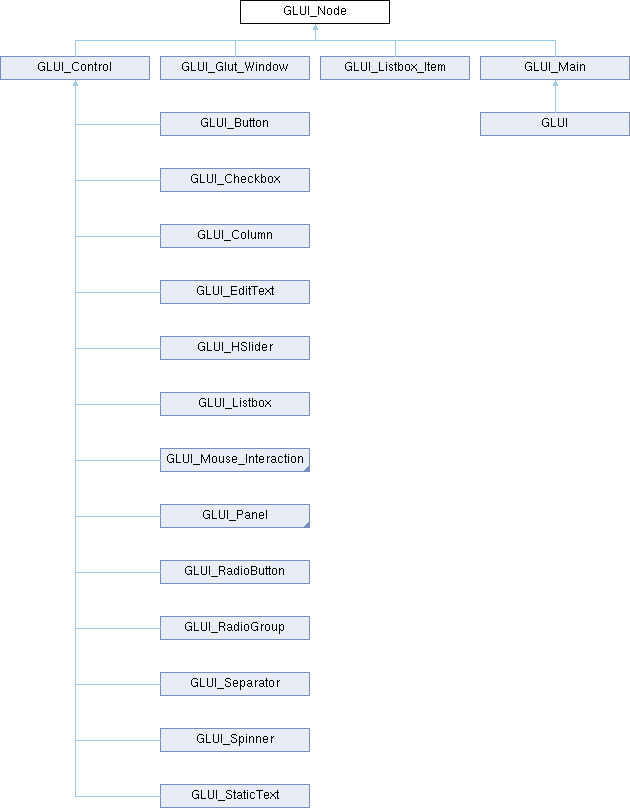 GLUI_Node
GLUI_Control
GLUI_Glut_Window
GLUI_Listbox_Item
GLUI_Main
GLUI_Button
GLUI
GLUI_Checkbox
GLUI_Column
GLUI_EditText
GLUI_HSlider
GLUI_Listbox
GLUI_Mouse_Interaction
GLUI_Panel
GLUI_RadioButton
GLUI_RadioGroup
GLUI_Separator
GLUI_Spinner
GLUI_StaticText